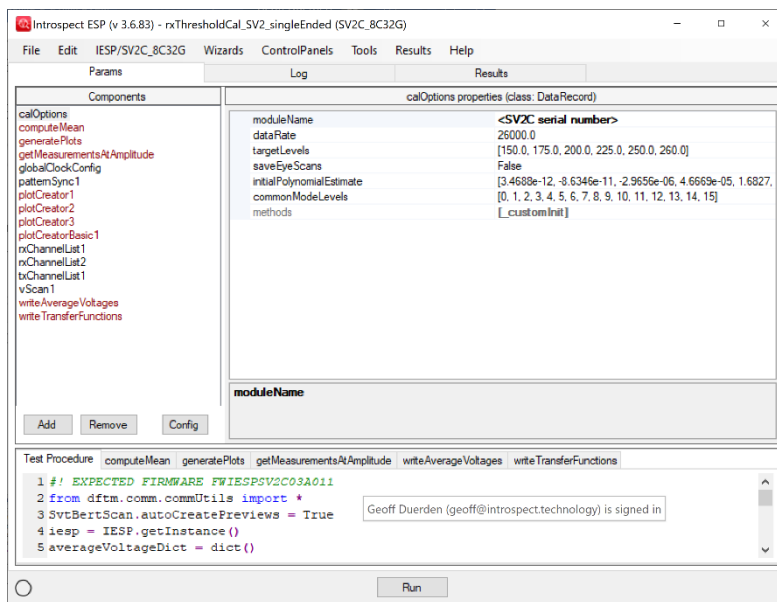 Introspect ESP (v 3.6.83) - rxThresholdCal_SV2_singleEnded (SV2C_8C32G)
File Edit IESP/SV2C_8C32G Wizards ControlPanels Tools Results Help
Params Log Results
Components
calOptions properties (class: DataRecord)
calOptions
computeMean
generatePlots
getMeasurementsAtAmplitude
globalClockConfig
patternSync1
plotCreator1
plotCreator2
plotCreator3
plotCreatorBasic1
rxChannelList1
rxChannelList2
txChannelList1
vScan1
writeAverageVoltages
writeTransferFunctions
moduleName <SV2C serial number>
dataRate 26000.0
targetLevels [150.0, 175.0, 200.0, 225.0, 250.0, 260.0]
saveEyeScans False
initialPolynomialEstimate [3.4688e-12, -8.6346e-11, -2.9656e-06, 4.6669e-05, 1.6827,
commonModeLevels [0, 1, 2, 3, 4, 5, 6, 7, 8, 9, 10, 11, 12, 13, 14, 15]
methods [_customInit]
moduleName
Add Remove Config
Test Procedure computeMean generatePlots getMeasurementsAtAmplitude writeAverageVoltages writeTransferFunctions
1 #! EXPECTED FIRMWARE FWIESPSV2C03A011
2 from dftm.comm.commUtils import *
3 SvtBertScan.autoCreatePreviews = True
4 iesp = IESP.getInstance()
5 averageVoltageDict = dict()
Geoff Duerden (geoff@introspect.technology) is signed in
Run